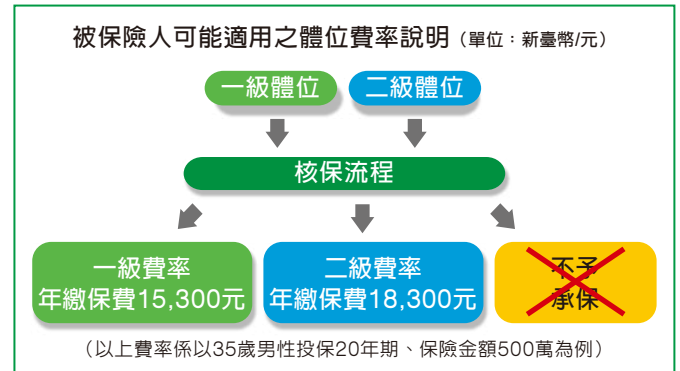 被保險人可能適用之體位費率說明（單位：新臺幣/元）
一級體位
二級體位
核保流程
一級費率
年繳保費15,300元
二級費率
年繳保費18,300元
不予
承保
（以上費率係以35歲男性投保20年期、保險金額500萬為例）